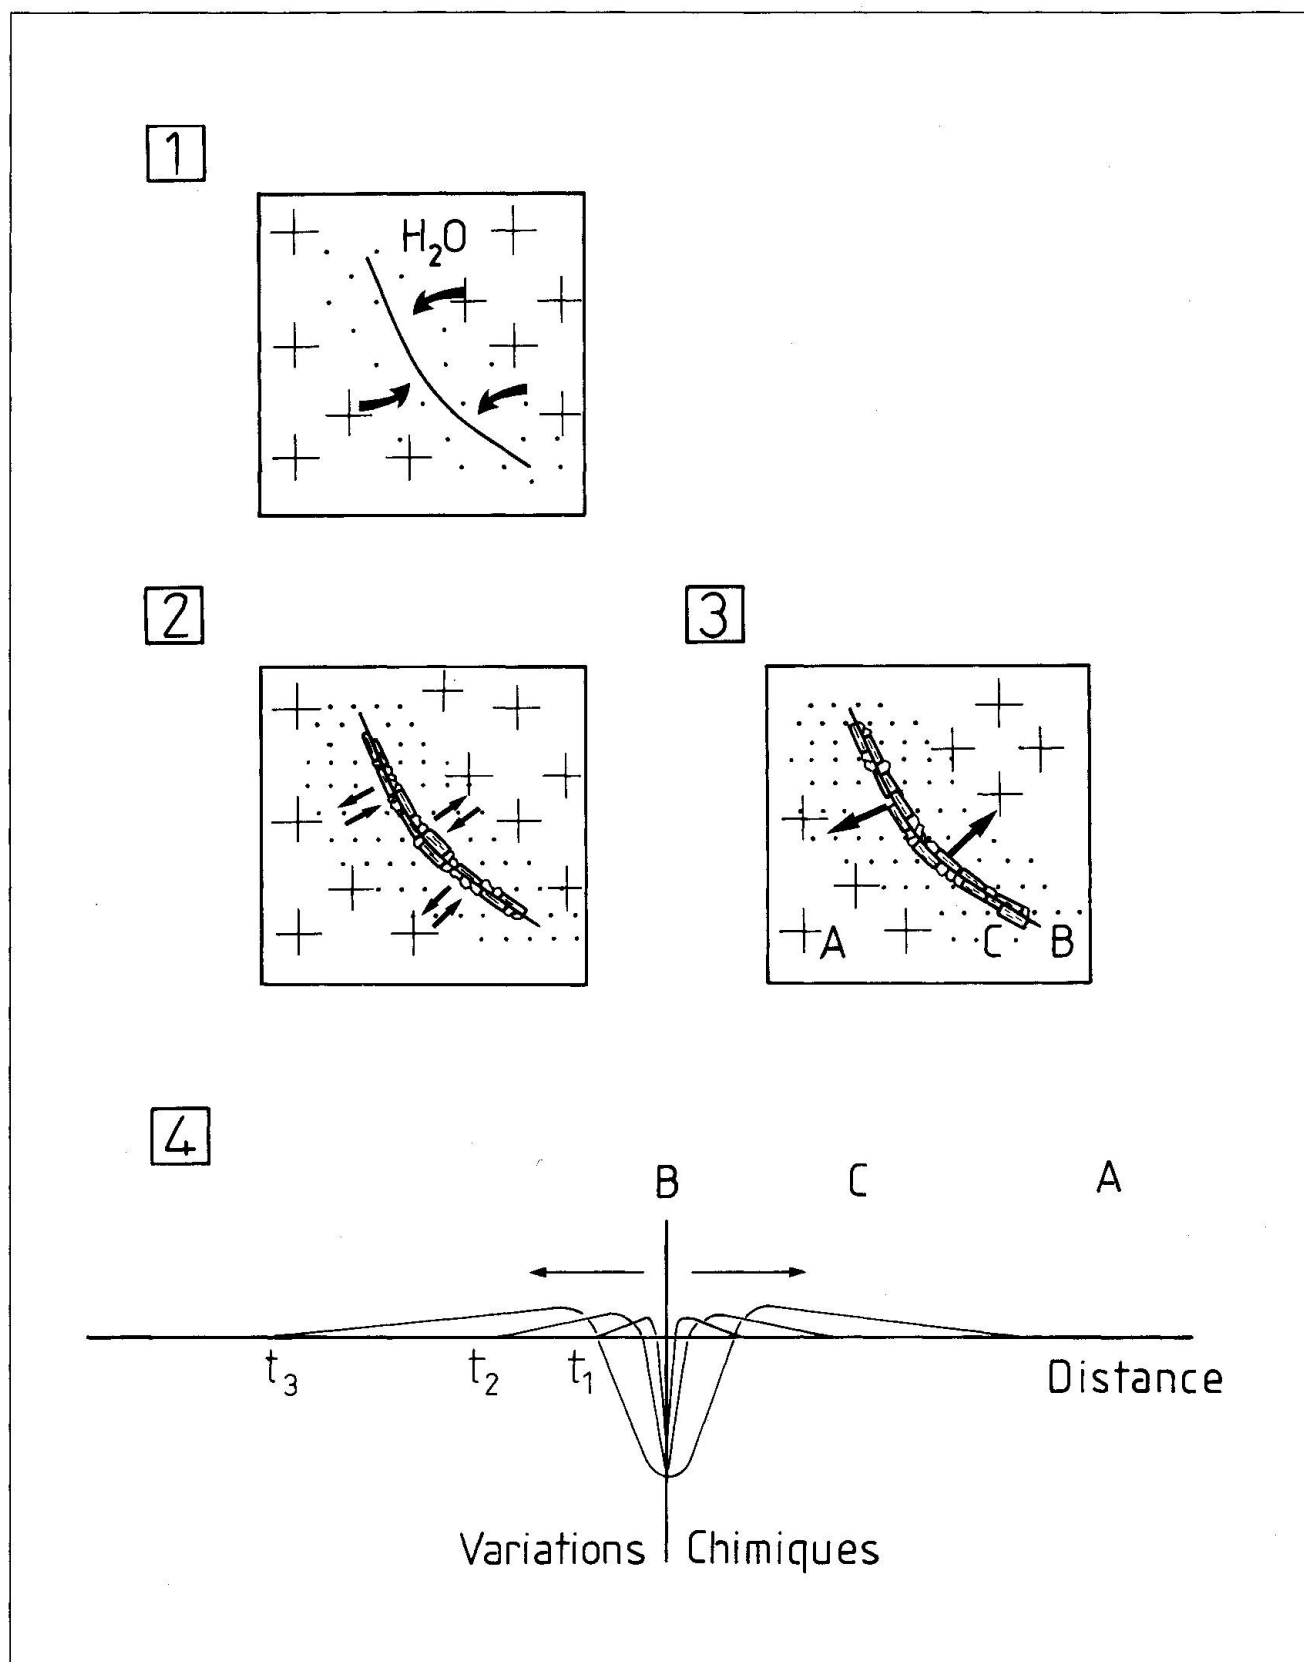 1
H₂O
2
3
A C B
4
B C A
t₃ t₂ t₁
Distance
Variations Chimiques